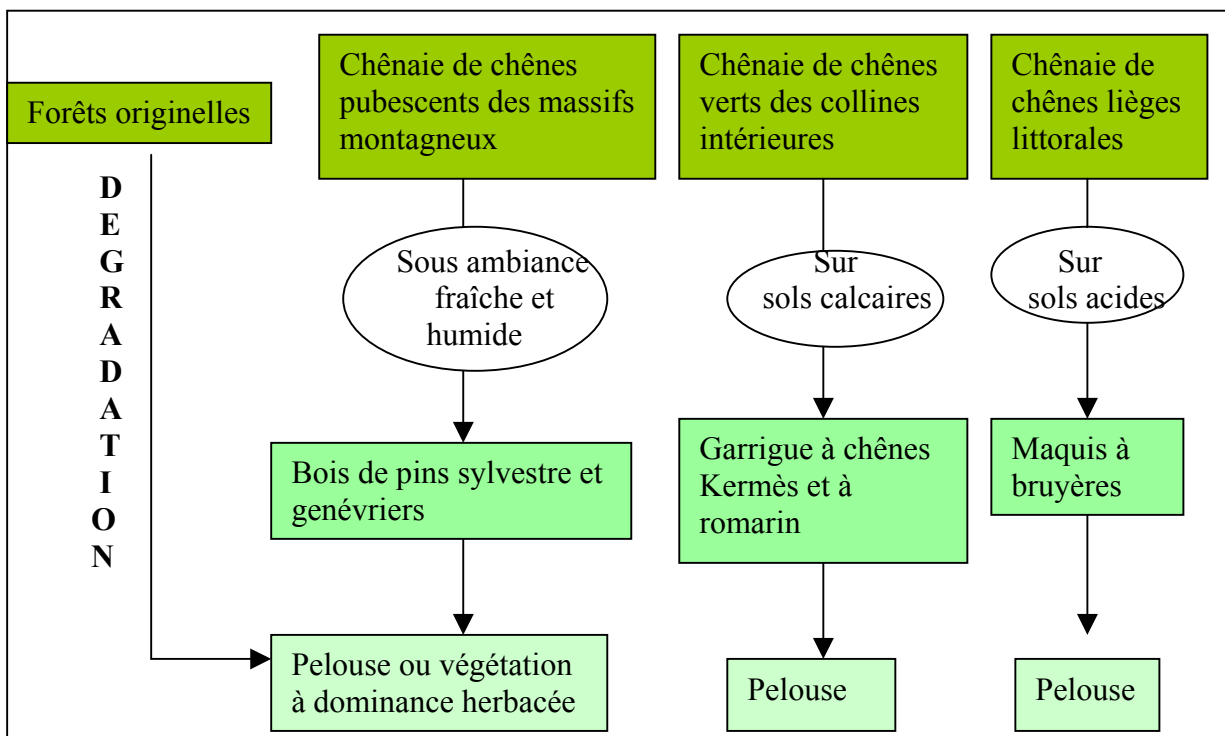 Forêts originelles
Chênaie de chênes
pubescents des massifs
montagneux
Chênaie de chênes
verts des collines
intérieures
Chênaie de
chênes lièges
littorales
D
E
G
R
A
D
A
T
I
O
N
Sous ambiance
fraîche et
humide
Sur
sols calcaires
Sur
sols acides
Bois de pins sylvestre et
genévriers
Garrigue à chênes
Kermès et à
romarin
Maquis à
bruyères
Pelouse ou végétation
à dominance herbacée
Pelouse
Pelouse